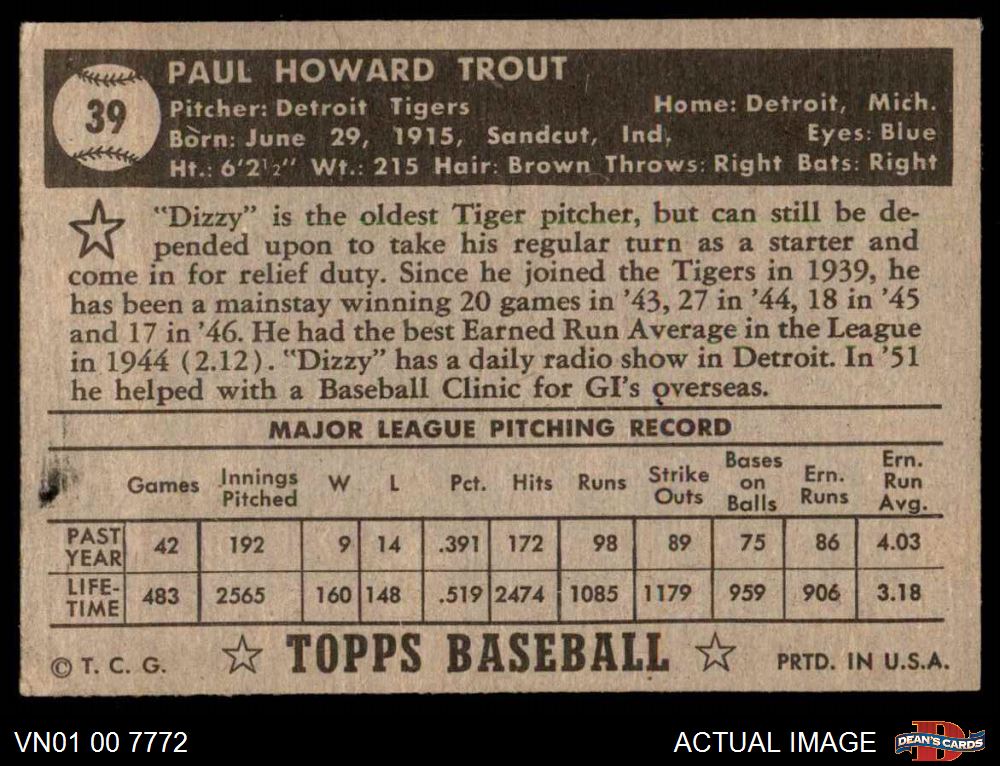 39
PAUL HOWARD TROUT
Pitcher: Detroit Tigers Home: Detroit, Mich.
Born: June 29, 1915, Sandcut, Ind. Eyes: Blue
Ht.: 6'2½" Wt.: 215 Hair: Brown Throws: Right Bats: Right
"Dizzy" is the oldest Tiger pitcher, but can still be de-
pended upon to take his regular turn as a starter and
come in for relief duty. Since he joined the Tigers in 1939, he
has been a mainstay winning 20 games in '43, 27 in '44, 18 in '45
and 17 in '46. He had the best Earned Run Average in the League
in 1944 (2.12). "Dizzy" has a daily radio show in Detroit. In '51
he helped with a Baseball Clinic for GI's overseas.
MAJOR LEAGUE PITCHING RECORD
Games Innings Pitched W L Pct. Hits Runs Strike Outs Bases on Balls Ern. Runs Ern. Run Avg.
PAST YEAR 42 192 9 14 .391 172 98 89 75 86 4.03
LIFE-TIME 483 2565 160 148 .519 2474 1085 1179 959 906 3.18
© T. C. G. TOPPS BASEBALL PRTD. IN U.S.A.
VN01 00 7772 ACTUAL IMAGE DEAN'S CARDS